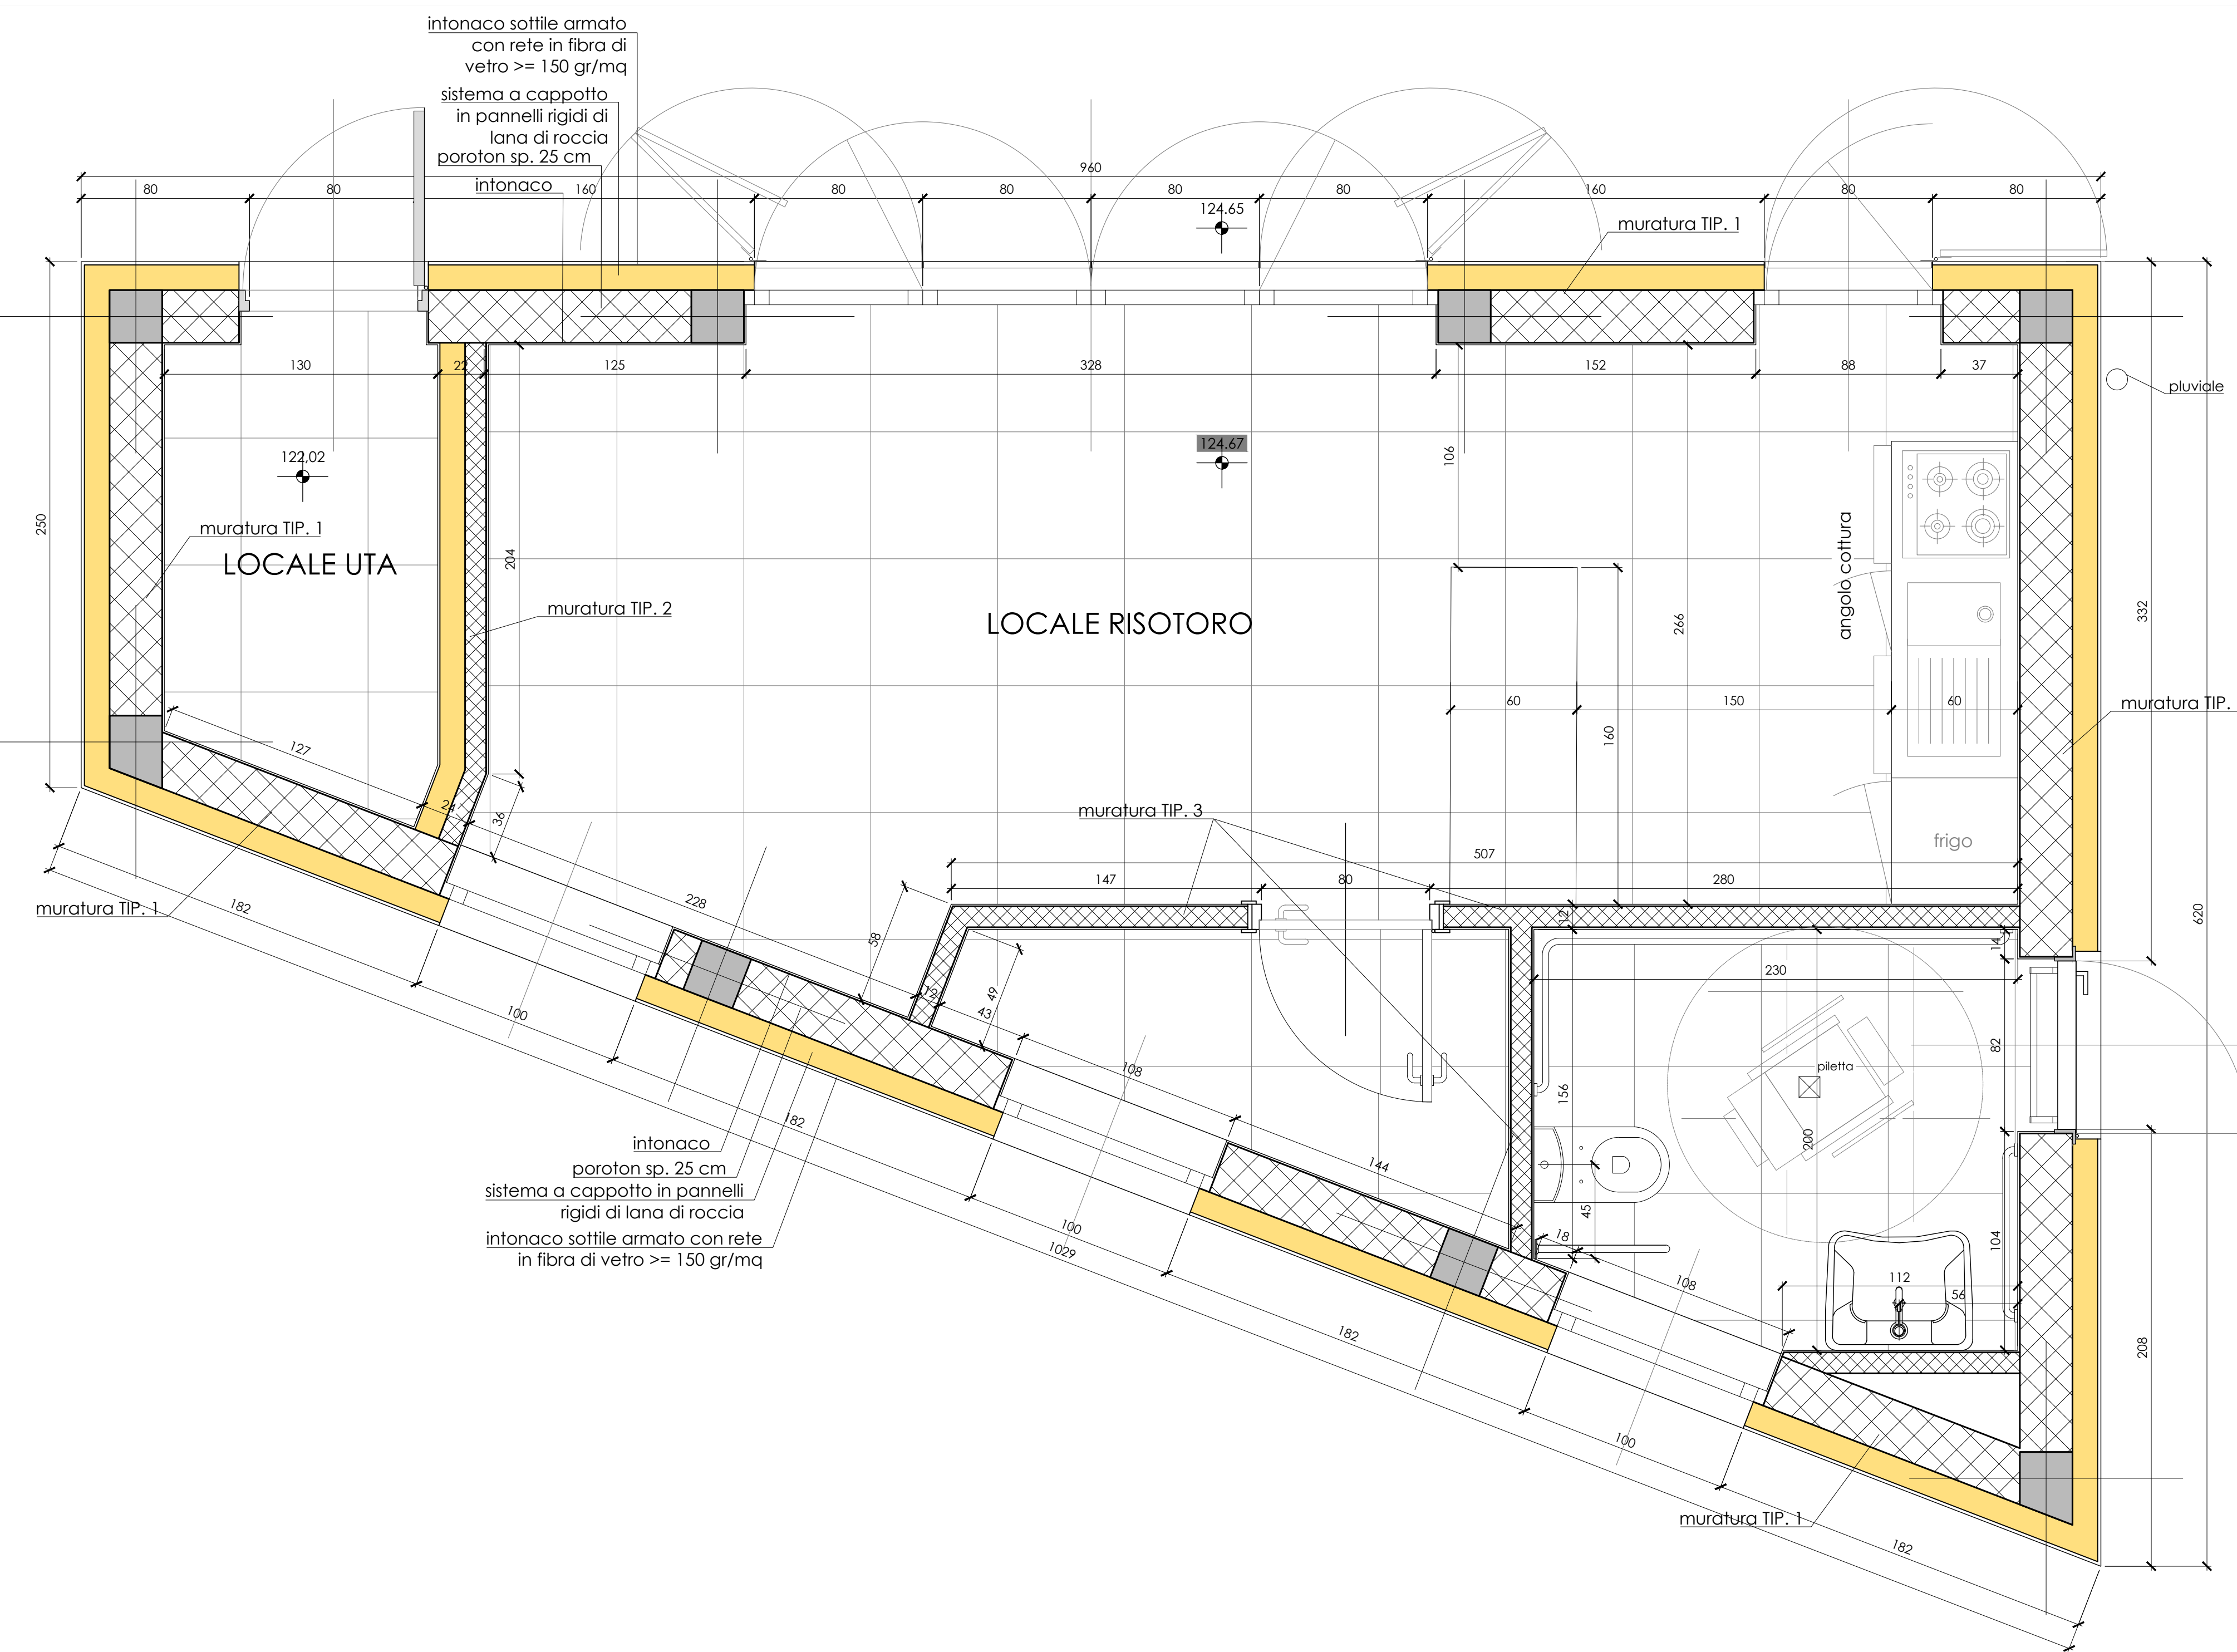 intonaco sottile armato
con rete in fibra di
vetro >= 150 gr/mq
sistema a cappotto
in pannelli rigidi di
lana di roccia
poroton sp. 25 cm
intonaco
960
80
80
160
80
80
80
80
160
80
80
124.65
muratura TIP. 1
pluviale
130
22
125
328
152
88
37
122,02
124.67
106
250
muratura TIP. 1
LOCALE UTA
204
muratura TIP. 2
LOCALE RISOTORO
266
angolo cottura
332
muratura TIP.
60
150
60
160
127
24
36
muratura TIP. 3
frigo
507
147
80
280
620
muratura TIP. 1
182
228
58
12
14
230
12
49
43
100
108
82
piletta
156
200
182
144
45
18
104
intonaco
poroton sp. 25 cm
sistema a cappotto in pannelli
rigidi di lana di roccia
intonaco sottile armato con rete
in fibra di vetro >= 150 gr/mq
100
1029
108
112
56
182
208
100
muratura TIP. 1
182